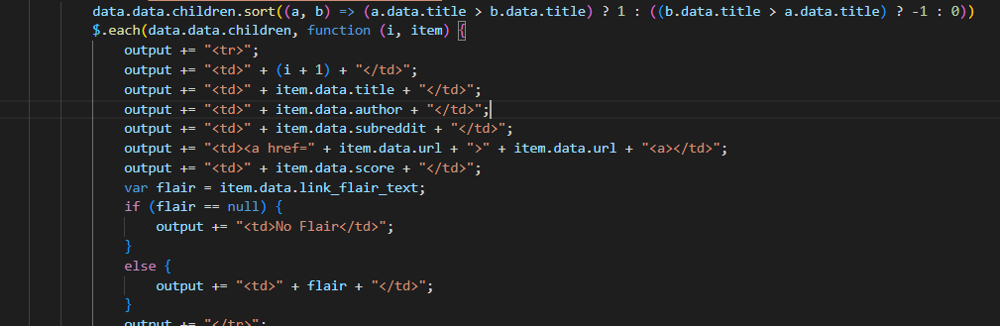 data.data.children.sort((a, b) => (a.data.title > b.data.title) ? 1 : ((b.data.title > a.data.title) ? -1 : 0))
$.each(data.data.children, function (i, item) {
output += "<tr>";
output += "<td>" + (i + 1) + "</td>";
output += "<td>" + item.data.title + "</td>";
output += "<td>" + item.data.author + "</td>";
output += "<td>" + item.data.subreddit + "</td>";
output += "<td><a href=" + item.data.url + ">" + item.data.url + "<a></td>";
output += "<td>" + item.data.score + "</td>";
var flair = item.data.link_flair_text;
if (flair == null) {
output += "<td>No Flair</td>";
}
else {
output += "<td>" + flair + "</td>";
}
output += "</tr>";